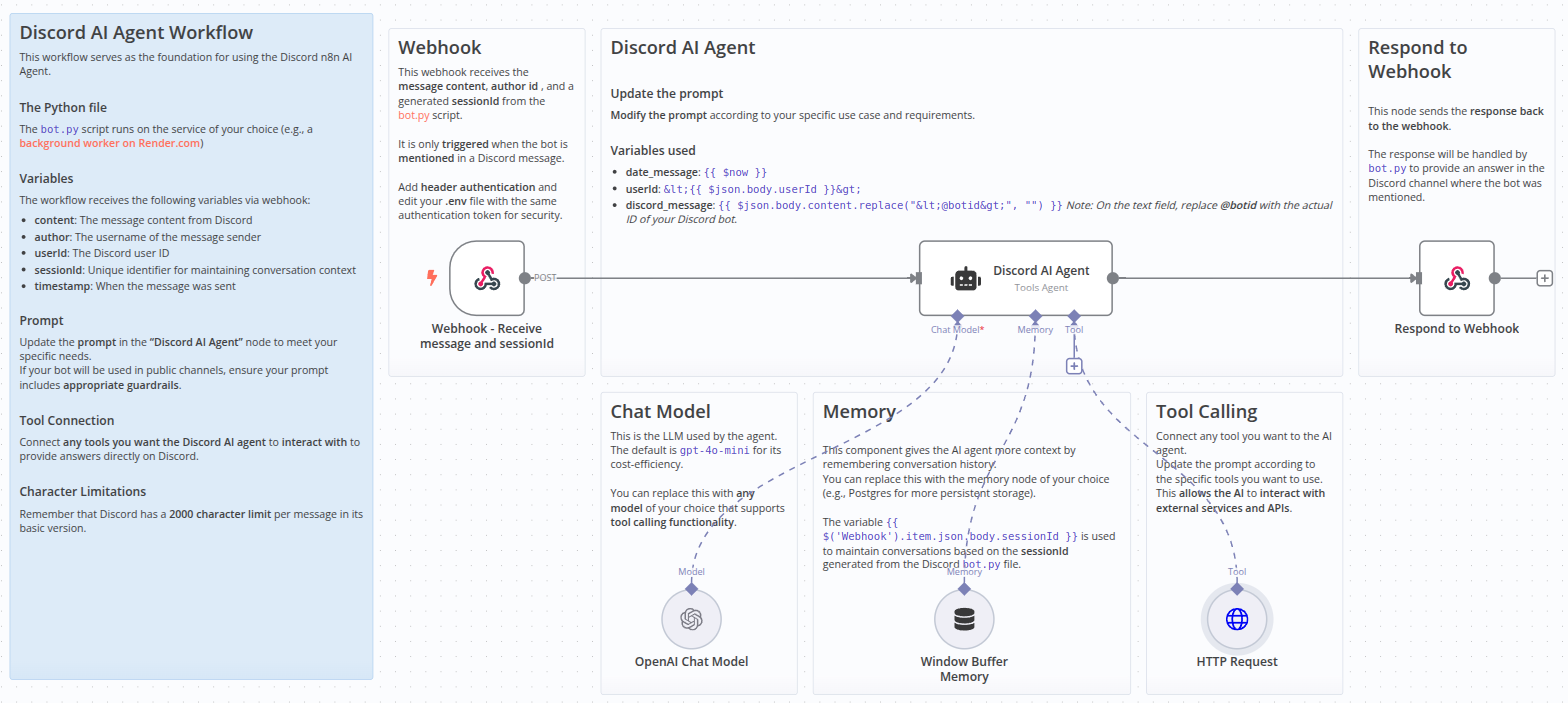 Discord AI Agent Workflow
This workflow serves as the foundation for using the Discord n8n AI
Agent.
The Python file
The bot.py script runs on the service of your choice (e.g., a
background worker on Render.com)
Variables
The workflow receives the following variables via webhook:
• content: The message content from Discord
• author: The username of the message sender
• userId: The Discord user ID
• sessionId: Unique identifier for maintaining conversation context
• timestamp: When the message was sent
Prompt
Update the prompt in the “Discord AI Agent” node to meet your
specific needs.
If your bot will be used in public channels, ensure your prompt
includes appropriate guardrails.
Tool Connection
Connect any tools you want the Discord AI agent to interact with to
provide answers directly on Discord.
Character Limitations
Remember that Discord has a 2000 character limit per message in its
basic version.
Webhook
This webhook receives the
message content, author id , and a
generated sessionId from the
bot.py script.
It is only triggered when the bot is
mentioned in a Discord message.
Add header authentication and
edit your .env file with the same
authentication token for security.
POST
Webhook - Receive
message and sessionId
Discord AI Agent
Update the prompt
Modify the prompt according to your specific use case and requirements.
Variables used
• date_message: {{ $now }}
• userId: &lt;{{ $json.body.userId }}&gt;
• discord_message: {{ $json.body.content.replace("&lt;@botid&gt;", "") }} Note: On the text field, replace @botid with the actual
ID of your Discord bot.
Discord AI Agent
Tools Agent
Chat Model*
Memory
Tool
Respond to
Webhook
This node sends the response back
to the webhook.
The response will be handled by
bot.py to provide an answer in the
Discord channel where the bot was
mentioned.
Respond to Webhook
Chat Model
This is the LLM used by the agent.
The default is gpt-4o-mini for its
cost-efficiency.
You can replace this with any
model of your choice that supports
tool calling functionality.
Model
OpenAI Chat Model
Memory
This component gives the AI agent more context by
remembering conversation history.
You can replace this with the memory node of your choice
(e.g., Postgres for more persistent storage).
The variable {{
$('Webhook').item.json.body.sessionId }} is used
to maintain conversations based on the sessionId
generated from the Discord bot.py file.
Memory
Window Buffer
Memory
Tool Calling
Connect any tool you want to the AI
agent.
Update the prompt according to
the specific tools you want to use.
This allows the AI to interact with
external services and APIs.
Tool
HTTP Request